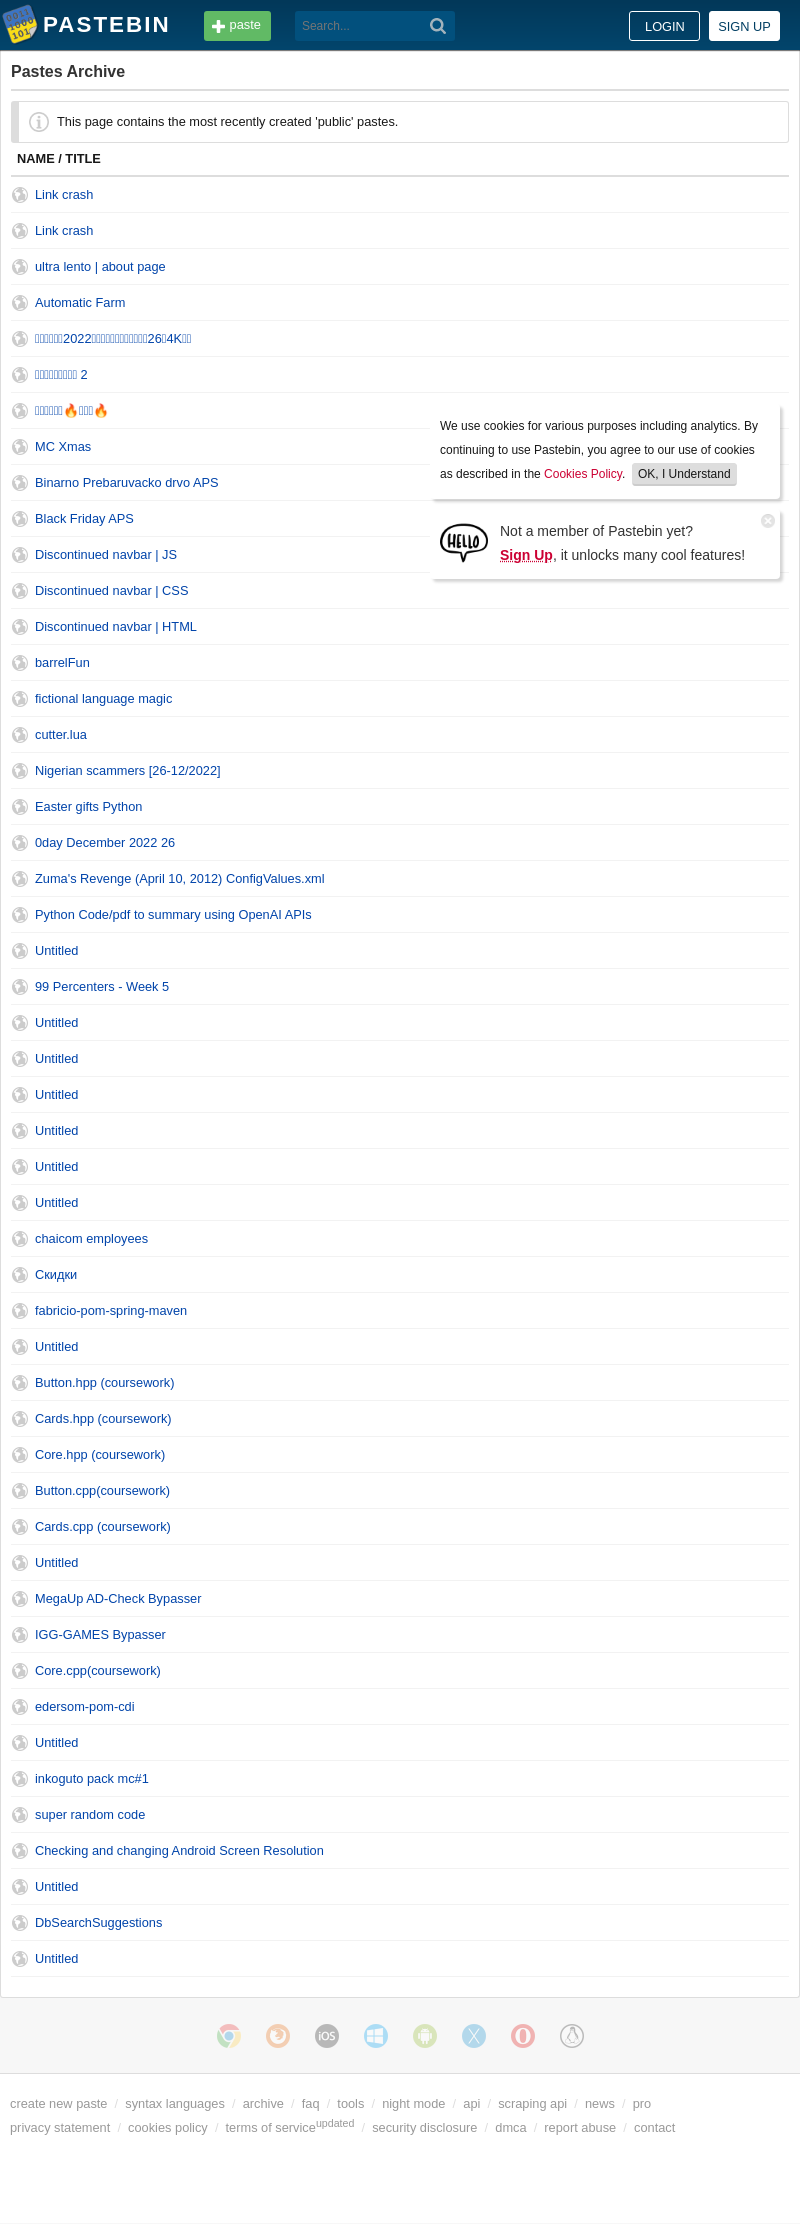 PASTEBIN
paste
Search...
LOGIN
SIGN UP
Pastes Archive
This page contains the most recently created 'public' pastes.
NAME / TITLE
Link crash
Link crash
ultra lento | about page
Automatic Farm
2022 26 4K
2
🔥 🔥
MC Xmas
Binarno Prebaruvacko drvo APS
Black Friday APS
Discontinued navbar | JS
Discontinued navbar | CSS
Discontinued navbar | HTML
barrelFun
fictional language magic
cutter.lua
Nigerian scammers [26-12/2022]
Easter gifts Python
0day December 2022 26
Zuma's Revenge (April 10, 2012) ConfigValues.xml
Python Code/pdf to summary using OpenAI APIs
Untitled
99 Percenters - Week 5
Untitled
Untitled
Untitled
Untitled
Untitled
Untitled
chaicom employees
Скидки
fabricio-pom-spring-maven
Untitled
Button.hpp (coursework)
Cards.hpp (coursework)
Core.hpp (coursework)
Button.cpp(coursework)
Cards.cpp (coursework)
Untitled
MegaUp AD-Check Bypasser
IGG-GAMES Bypasser
Core.cpp(coursework)
edersom-pom-cdi
Untitled
inkoguto pack mc#1
super random code
Checking and changing Android Screen Resolution
Untitled
DbSearchSuggestions
Untitled
We use cookies for various purposes including analytics. By
continuing to use Pastebin, you agree to our use of cookies
as described in the Cookies Policy. OK, I Understand
HELLO
Not a member of Pastebin yet?
Sign Up, it unlocks many cool features!
iOS
create new paste / syntax languages / archive / faq / tools / night mode / api / scraping api / news / pro
privacy statement / cookies policy / terms of serviceupdated / security disclosure / dmca / report abuse / contact